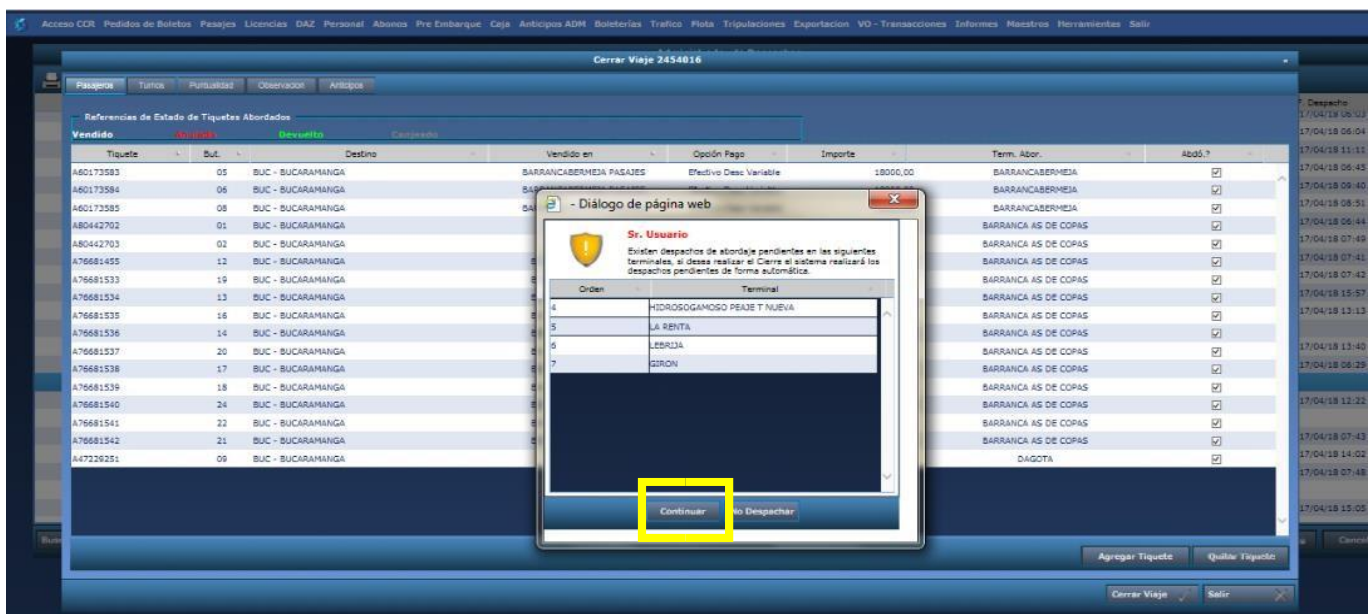 Acceso CCR Pedidos de Boletos Pasajes Licencias DAZ Personal Abonos Pre Embarque Caja Anticipos ADM Boleterías Trafico Flota Tripulaciones Exportacion VO - Transacciones Informes Maestros Herramientas Salir
Cerrar Viaje 2454016
Pasajeros Turnos Puntualidad Observacion Anticipos
. Despacho
Referencias de Estado de Tiquetes Abordados
17/04/18 06:03
Vendido Anulado Devuelto Canjeado
17/04/18 06:04
Tiquete But. Destino Vendido en Opción Pago Importe Term. Abor. Abdó.?
17/04/18 11:11
A60173583 05 BUC - BUCARAMANGA BARRANCABERMEJA PASAJES Efectivo Desc Variable 18000,00 BARRANCABERMEJA
17/04/18 06:45
A60173584 06 BUC - BUCARAMANGA BARRANCABERMEJA
17/04/18 09:40
A60173585 08 BUC - BUCARAMANGA BARRANCABERMEJA
17/04/18 08:51
A80442702 01 BUC - BUCARAMANGA BARRANCA AS DE COPAS
17/04/18 06:44
A80442703 02 BUC - BUCARAMANGA BARRANCA AS DE COPAS
17/04/18 07:49
A76681455 12 BUC - BUCARAMANGA BARRANCA AS DE COPAS
17/04/18 07:41
A76681533 19 BUC - BUCARAMANGA BARRANCA AS DE COPAS
17/04/18 07:42
A76681534 13 BUC - BUCARAMANGA BARRANCA AS DE COPAS
17/04/18 15:57
A76681535 16 BUC - BUCARAMANGA BARRANCA AS DE COPAS
17/04/18 13:13
A76681536 14 BUC - BUCARAMANGA BARRANCA AS DE COPAS
A76681537 20 BUC - BUCARAMANGA BARRANCA AS DE COPAS
17/04/18 13:40
A76681538 17 BUC - BUCARAMANGA BARRANCA AS DE COPAS
17/04/18 06:29
A76681539 18 BUC - BUCARAMANGA BARRANCA AS DE COPAS
A76681540 24 BUC - BUCARAMANGA BARRANCA AS DE COPAS
17/04/18 12:22
A76681541 22 BUC - BUCARAMANGA BARRANCA AS DE COPAS
A76681542 21 BUC - BUCARAMANGA BARRANCA AS DE COPAS
17/04/18 07:43
A47229251 09 BUC - BUCARAMANGA DAGOTA
17/04/18 14:02
17/04/18 07:48
17/04/18 15:05
- Diálogo de página web
Sr. Usuario
Existen despachos de abordaje pendientes en las siguientes
terminales, si desea realizar el Cierre el sistema realizará los
despachos pendientes de forma automática.
Orden Terminal
4 HIDROSOGAMOSO PEAJE T NUEVA
5 LA RENTA
6 LEBRIJA
7 GIRON
Continuar No Despachar
Agregar Tiquete Quitar Tiquete
Cerrar Viaje Salir